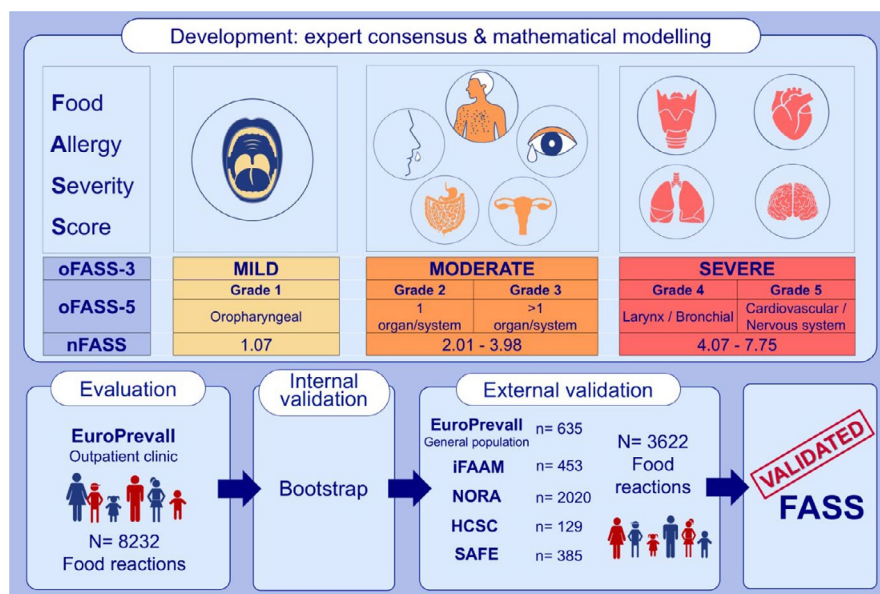 Development: expert consensus & mathematical modelling
Food
Allergy
Severity
Score
oFASS-3
MILD
MODERATE
SEVERE
oFASS-5
Grade 1
Grade 2
Grade 3
Grade 4
Grade 5
Oropharyngeal
1
organ/system
>1
organ/system
Larynx / Bronchial
Cardiovascular /
Nervous system
nFASS
1.07
2.01 - 3.98
4.07 - 7.75
Evaluation
EuroPrevall
Outpatient clinic
N= 8232
Food reactions
Internal
validation
Bootstrap
External validation
EuroPrevall n= 635
General population
iFAAM n= 453
NORA n= 2020
HCSC n= 129
SAFE n= 385
N= 3622
Food
reactions
VALIDATED
FASS